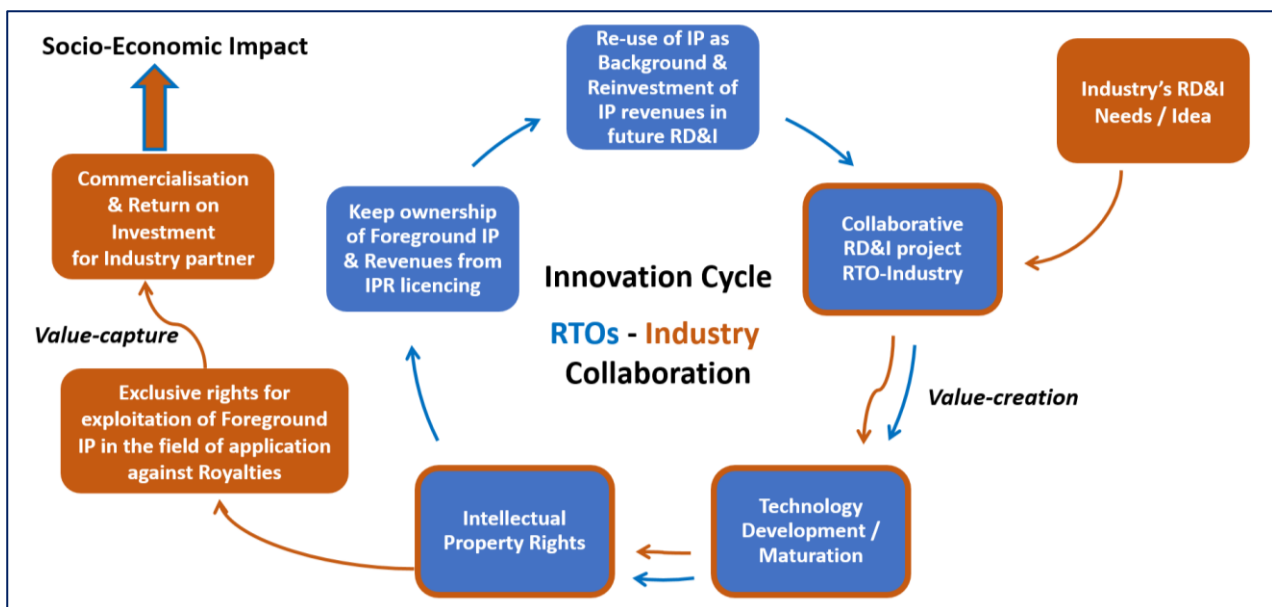 Socio-Economic Impact
Re-use of IP as
Background &
Reinvestment of
IP revenues in
future RD&I
Industry’s RD&I
Needs / Idea
Commercialisation
& Return on
Investment
for Industry partner
Keep ownership
of Foreground IP
& Revenues from
IPR licencing
Collaborative
RD&I project
RTO-Industry
Innovation Cycle
RTOs - Industry
Collaboration
Value-capture
Value-creation
Exclusive rights for
exploitation of Foreground
IP in the field of application
against Royalties
Intellectual
Property Rights
Technology
Development /
Maturation